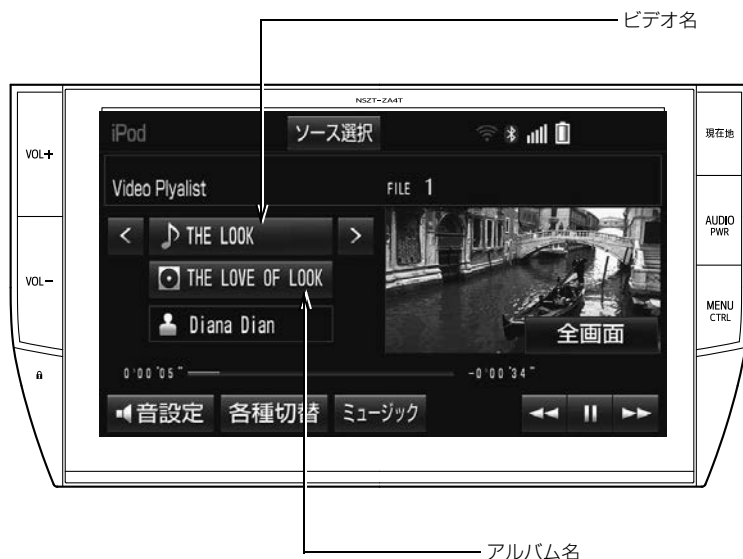 ビデオ名
NSZT-ZA4T
iPod
ソース選択
VOL+
現在地
Video Plyalist
FILE 1
< THE LOOK >
AUDIO
PWR
VOL-
THE LOVE OF LOOK
MENU
CTRL
Diana Dian
全画面
0'00'05"
-0'00'34"
音設定
各種切替
ミュージック
アルバム名